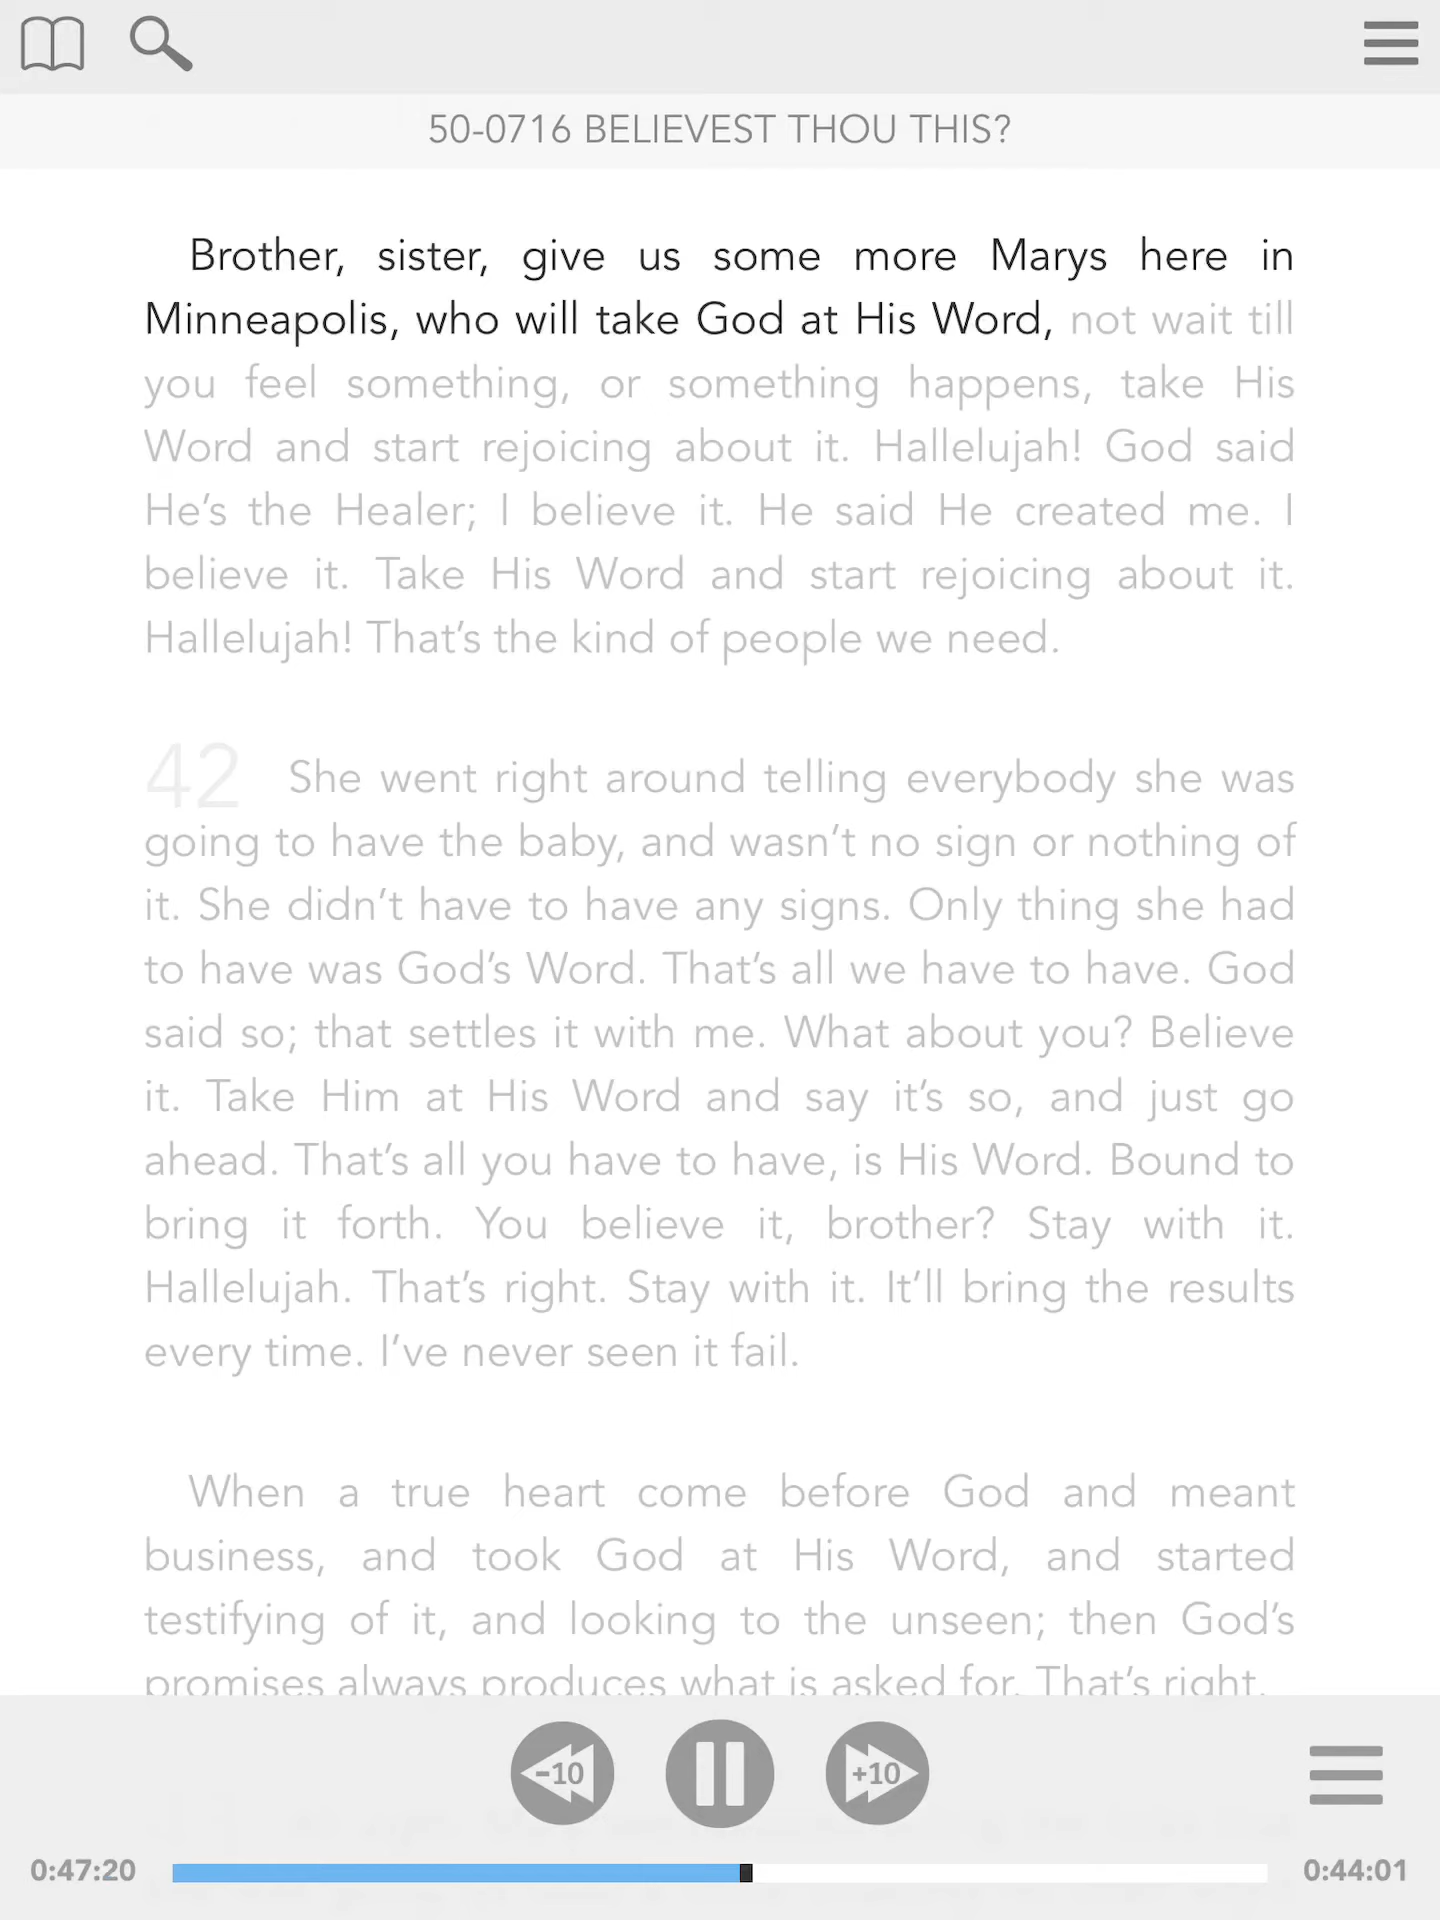 50-0716 BELIEVEST THOU THIS?
Brother, sister, give us some more Marys here in
Minneapolis, who will take God at His Word, not wait till
you feel something, or something happens, take His
Word and start rejoicing about it. Hallelujah! God said
He’s the Healer; I believe it. He said He created me. I
believe it. Take His Word and start rejoicing about it.
Hallelujah! That’s the kind of people we need.
42 She went right around telling everybody she was
going to have the baby, and wasn’t no sign or nothing of
it. She didn’t have to have any signs. Only thing she had
to have was God’s Word. That’s all we have to have. God
said so; that settles it with me. What about you? Believe
it. Take Him at His Word and say it’s so, and just go
ahead. That’s all you have to have, is His Word. Bound to
bring it forth. You believe it, brother? Stay with it.
Hallelujah. That’s right. Stay with it. It’ll bring the results
every time. I’ve never seen it fail.
When a true heart come before God and meant
business, and took God at His Word, and started
testifying of it, and looking to the unseen; then God’s
promises always produces what is asked for. That’s right.
-10 +10
0:47:20 0:44:01